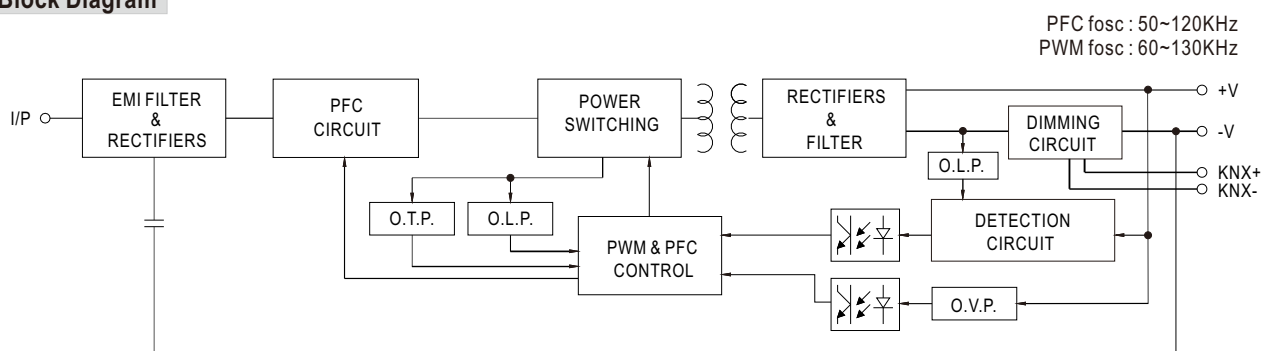 Block Diagram
PFC fosc : 50~120KHz
PWM fosc : 60~130KHz
I/P
EMI FILTER
&
RECTIFIERS
PFC
CIRCUIT
POWER
SWITCHING
RECTIFIERS
&
FILTER
DIMMING
CIRCUIT
+V
-V
KNX+
KNX-
O.L.P.
O.T.P.
O.L.P.
PWM & PFC
CONTROL
DETECTION
CIRCUIT
O.V.P.